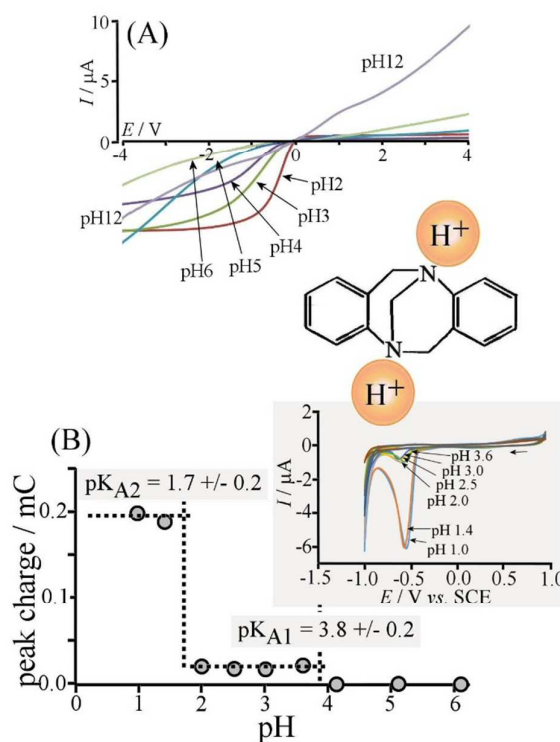 (A)
10
5
0
I / μA
E / V
-4
-2
0
2
4
pH12
pH2
pH3
pH4
pH5
pH6
pH12
H+
N
N
H+
(B)
pKA2 = 1.7 +/- 0.2
pKA1 = 3.8 +/- 0.2
peak charge / mC
0.2
0.1
0.0
0 1 2 3 4 5 6
pH
2
0
-2
-4
-6
I / μA
pH 3.6
pH 3.0
pH 2.5
pH 2.0
pH 1.4
pH 1.0
-1.5 -1.0 -0.5 0.0 0.5 1.0
E / V vs. SCE